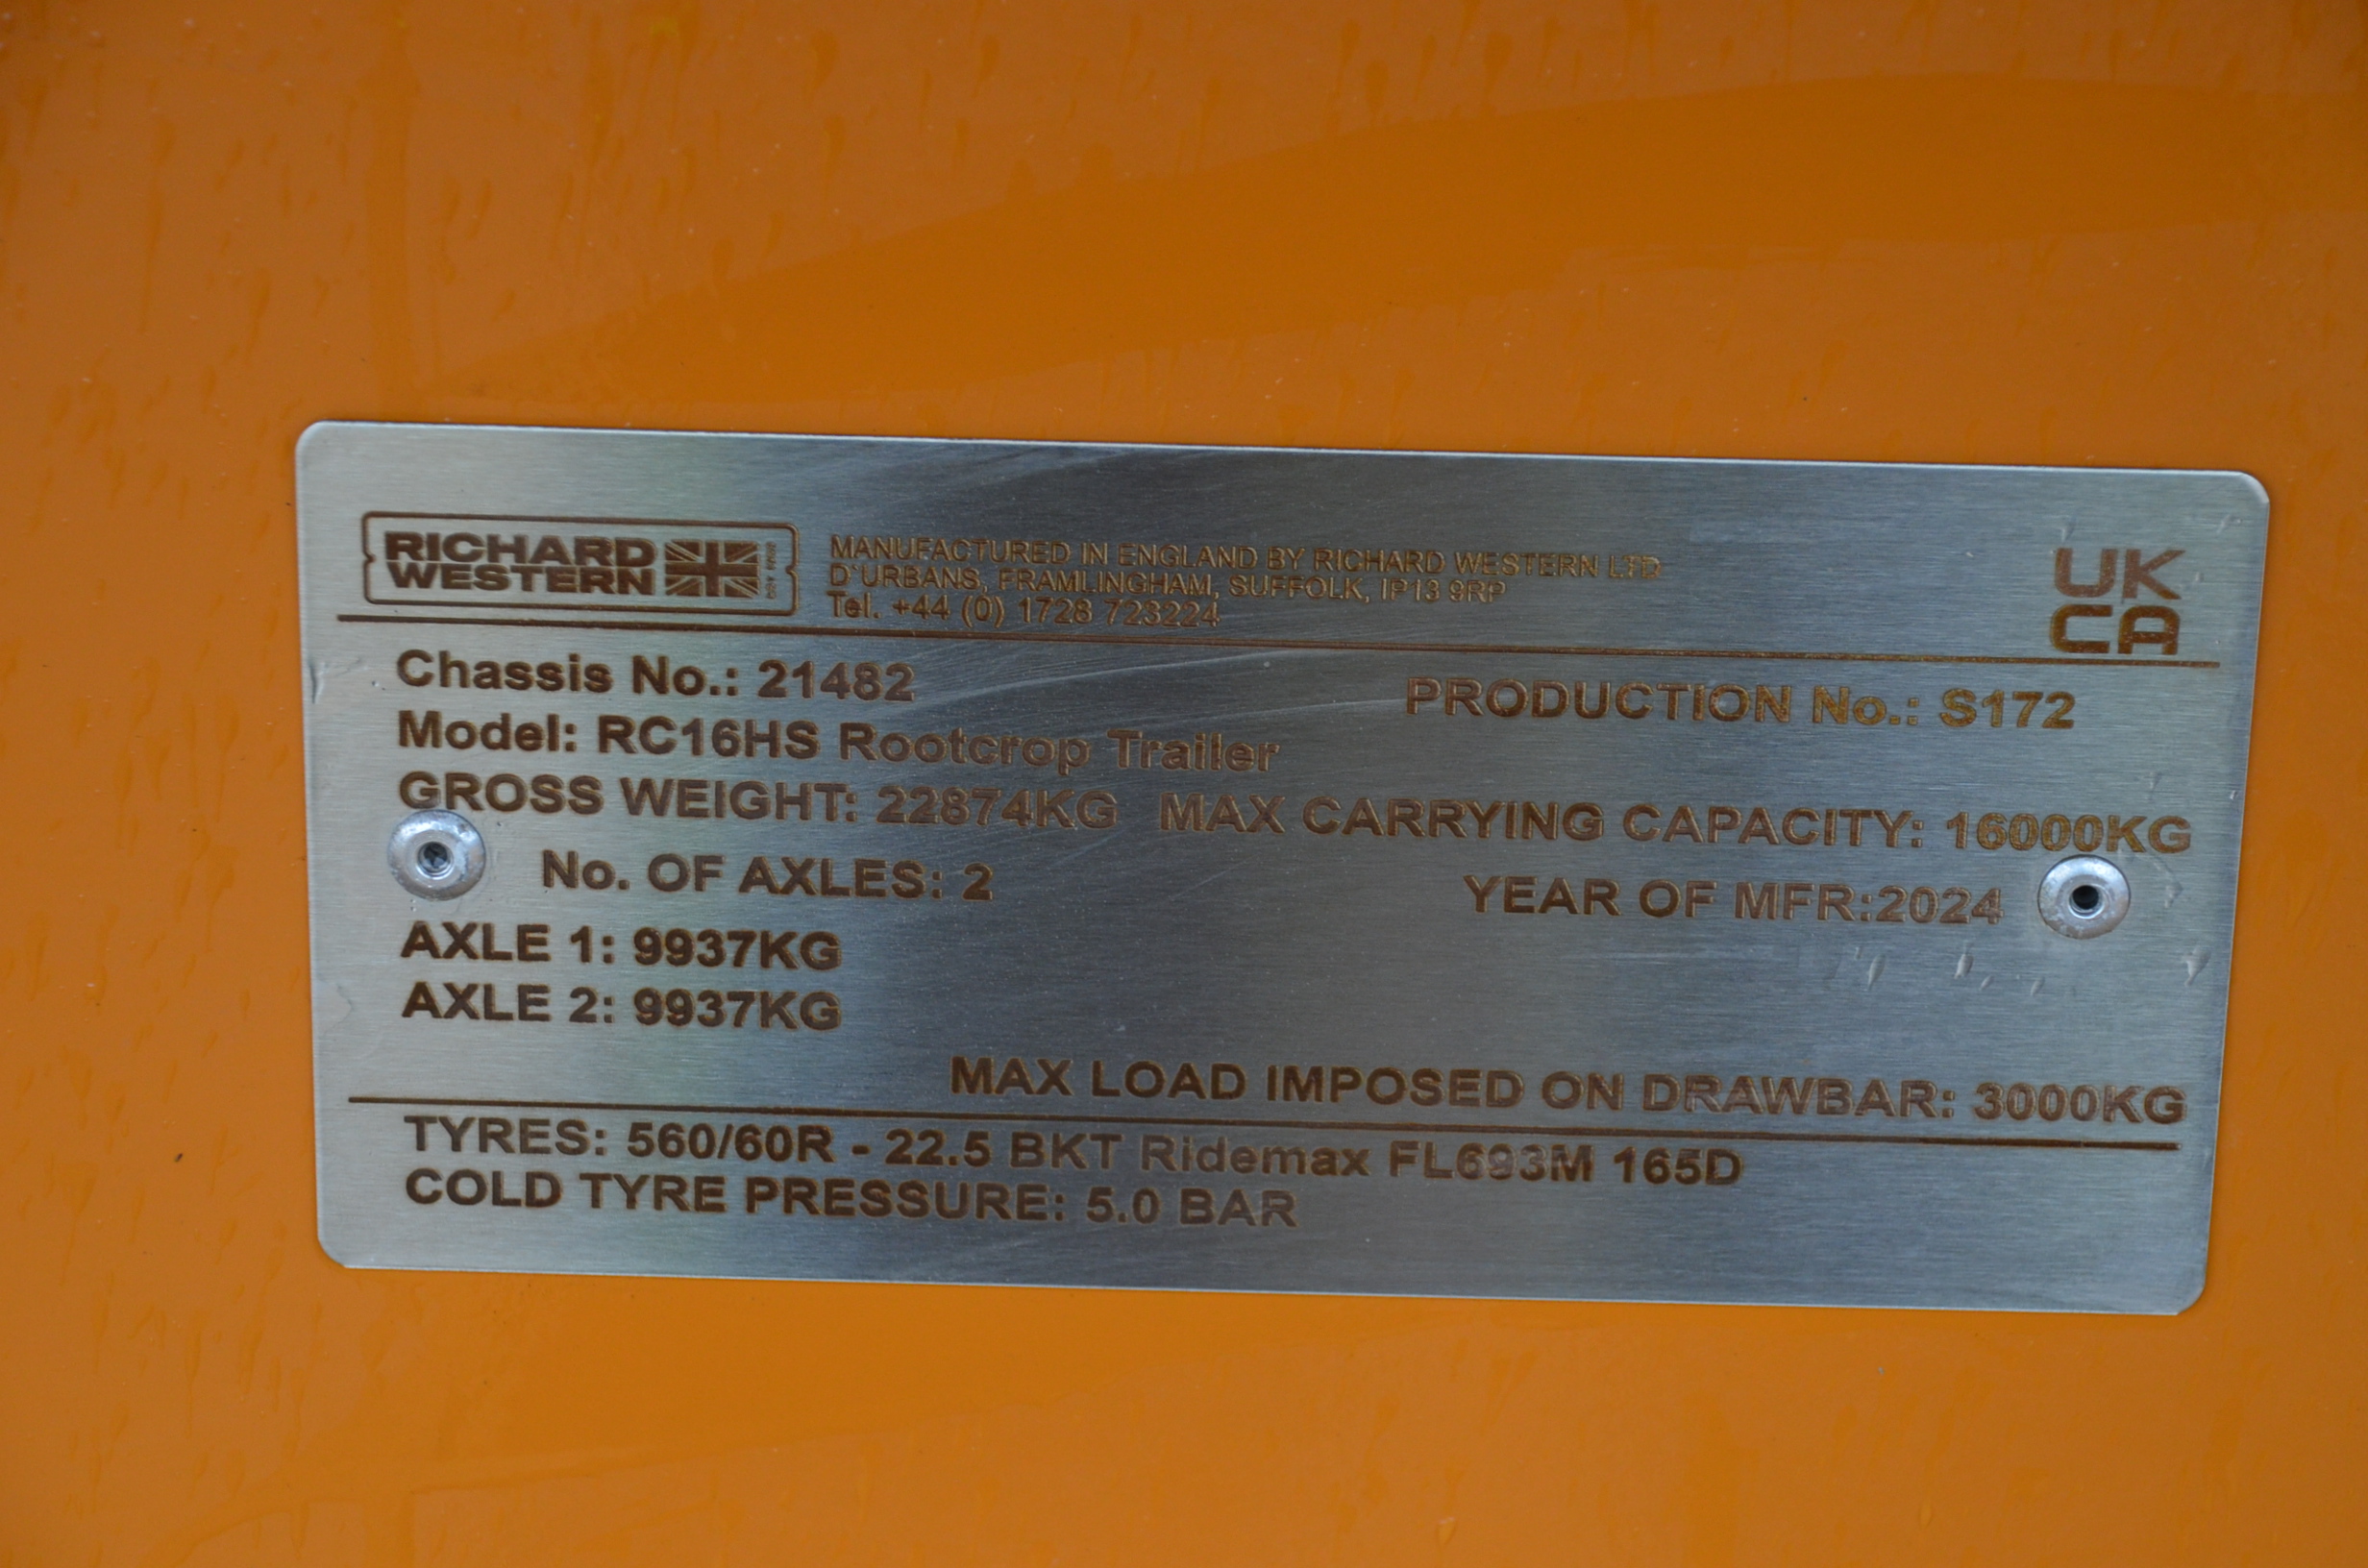 RICHARD
WESTERN
MANUFACTURED IN ENGLAND BY RICHARD WESTERN LTD
D'URBANS, FRAMLINGHAM, SUFFOLK, IP13 9RP
Tel. +44 (0) 1728 723224
UK
CA
Chassis No.: 21482
PRODUCTION No.: S172
Model: RC16HS Rootcrop Trailer
GROSS WEIGHT: 22874KG MAX CARRYING CAPACITY: 16000KG
No. OF AXLES: 2
YEAR OF MFR:2024
AXLE 1: 9937KG
AXLE 2: 9937KG
MAX LOAD IMPOSED ON DRAWBAR: 3000KG
TYRES: 560/60R - 22.5 BKT Ridemax FL693M 165D
COLD TYRE PRESSURE: 5.0 BAR